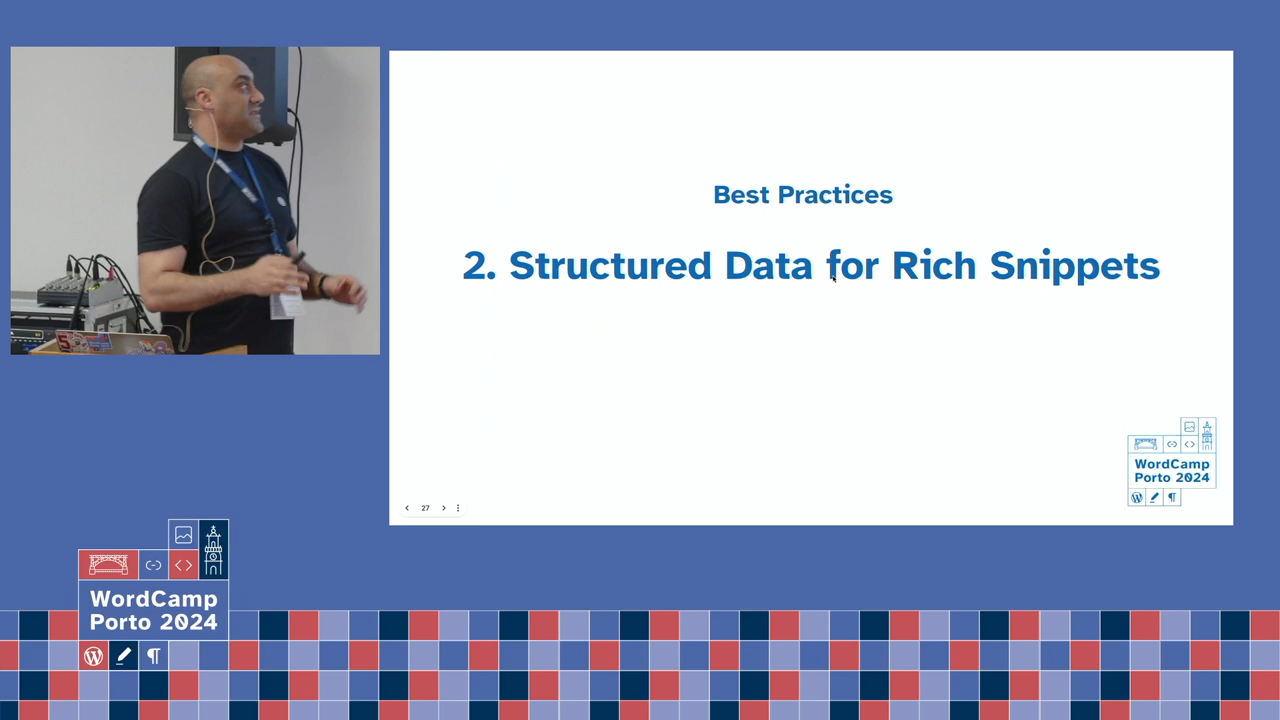 Best Practices
2. Structured Data for Rich Snippets
WordCamp
Porto 2024
27
WordCamp
Porto 2024